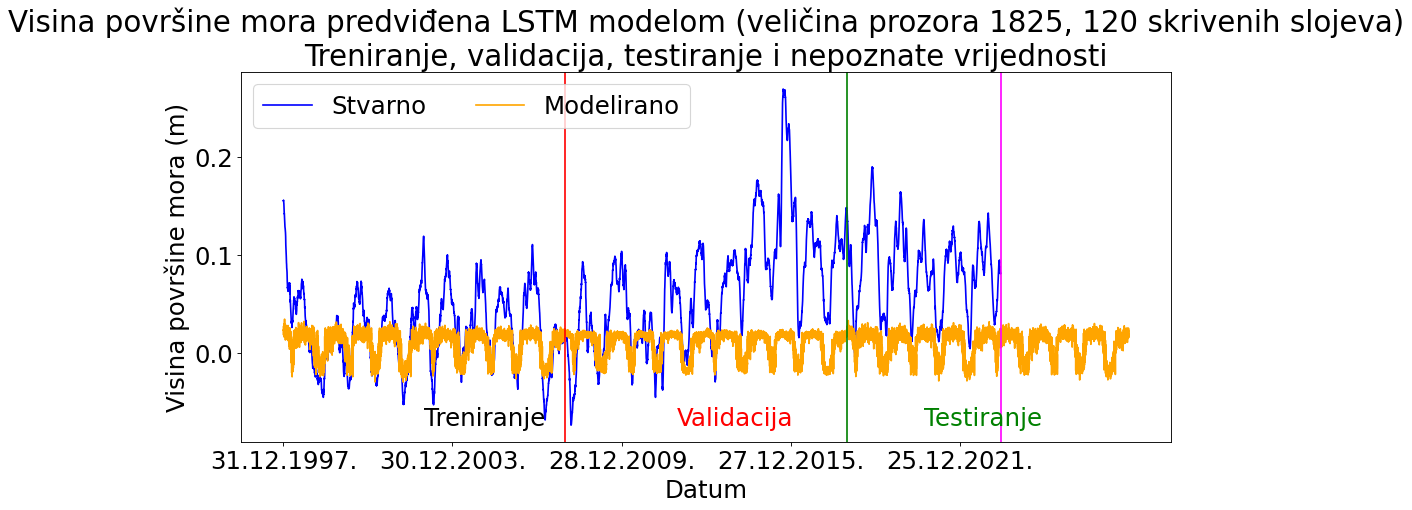 Visina površine mora predviđena LSTM modelom (veličina prozora 1825, 120 skrivenih slojeva)
Treniranje, validacija, testiranje i nepoznate vrijednosti
Stvarno
Modelirano
Visina površine mora (m)
0.2
0.1
0.0
Treniranje
Validacija
Testiranje
31.12.1997.
30.12.2003.
28.12.2009.
27.12.2015.
25.12.2021.
Datum